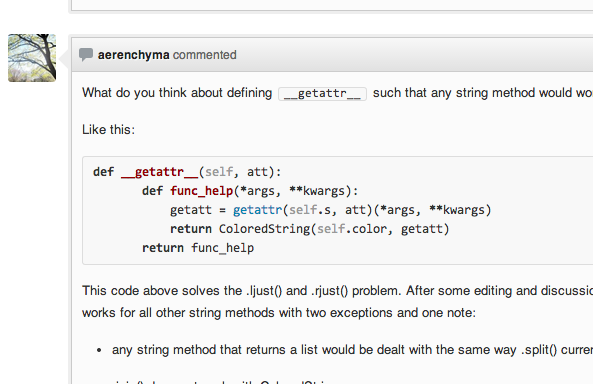 aerenchyma commented
What do you think about defining __getattr__ such that any string method would
Like this:
def __getattr__(self, att):
def func_help(*args, **kwargs):
getatt = getattr(self.s, att)(*args, **kwargs)
return ColoredString(self.color, getatt)
return func_help
This code above solves the .ljust() and .rjust() problem. After some editing and
works for all other string methods with two exceptions and one note:
any string method that returns a list would be dealt with the same way .split()